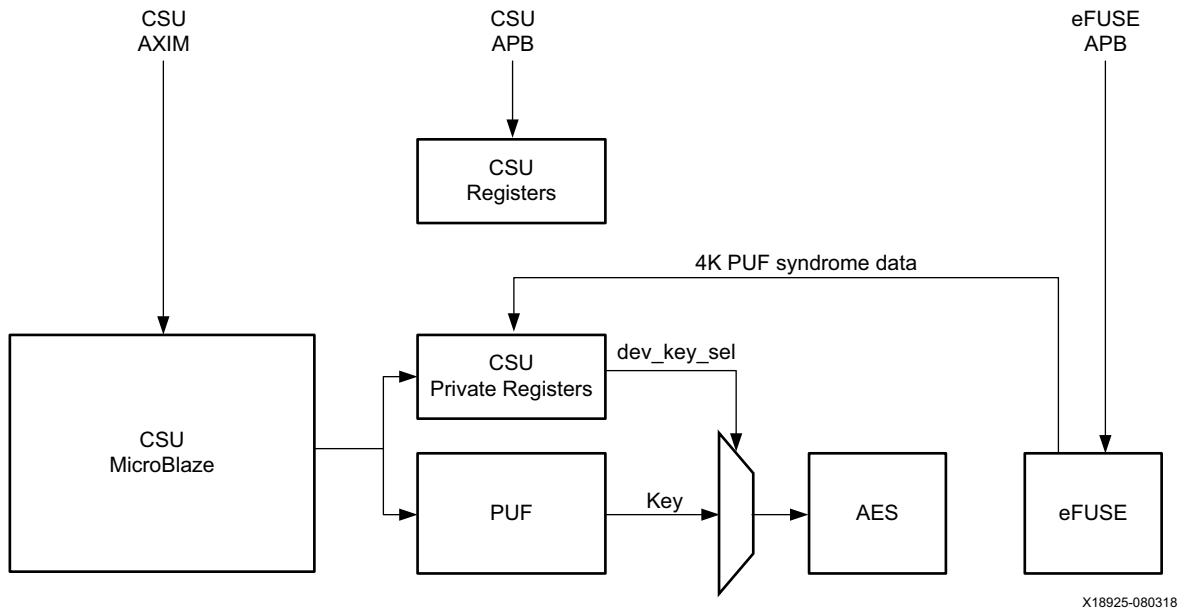 CSU
AXIM
CSU
APB
eFUSE
APB
CSU
Registers
4K PUF syndrome data
CSU
Private Registers
dev_key_sel
CSU
MicroBlaze
PUF
Key
AES
eFUSE
X18925-080318